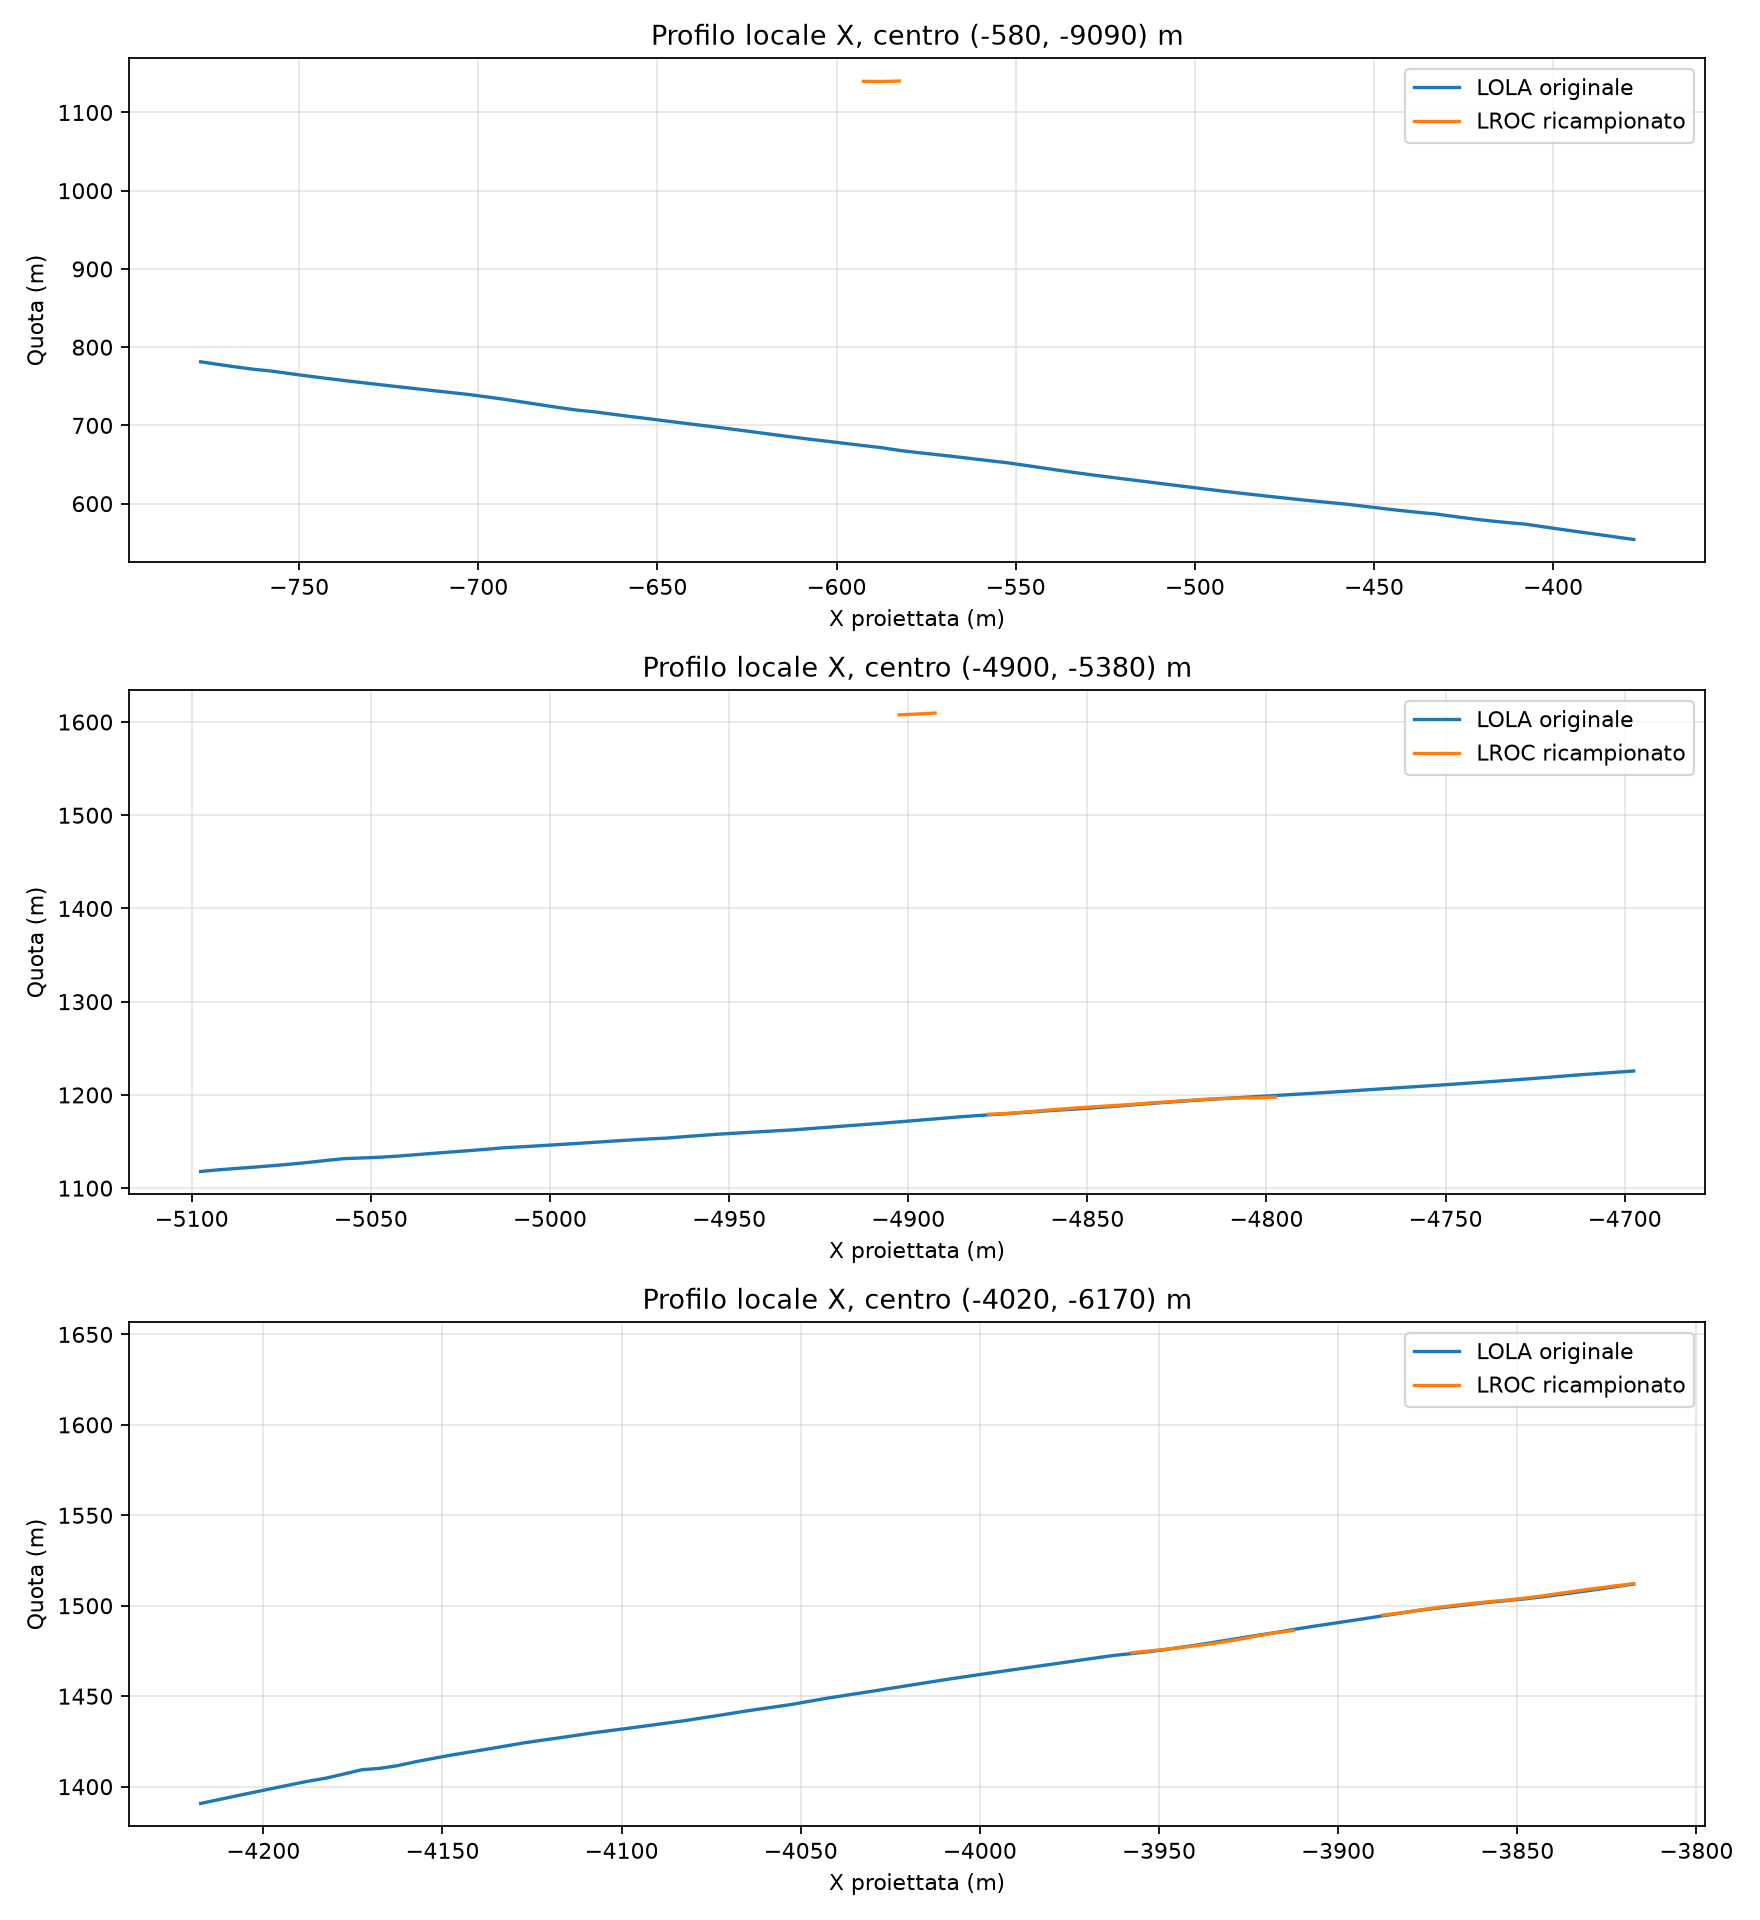 Profilo locale X, centro (-580, -9090) m
LOLA originale
LROC ricampionato
1100
1000
900
800
700
600
Quota (m)
−750 −700 −650 −600 −550 −500 −450 −400
X proiettata (m)
Profilo locale X, centro (-4900, -5380) m
LOLA originale
LROC ricampionato
1600
1500
1400
1300
1200
1100
Quota (m)
−5100 −5050 −5000 −4950 −4900 −4850 −4800 −4750 −4700
X proiettata (m)
Profilo locale X, centro (-4020, -6170) m
LOLA originale
LROC ricampionato
1650
1600
1550
1500
1450
1400
Quota (m)
−4200 −4150 −4100 −4050 −4000 −3950 −3900 −3850 −3800
X proiettata (m)